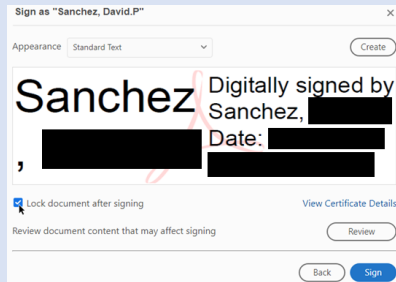 Sign as "Sanchez, David.P"
Appearance Standard Text
Create
Sanchez
,
Digitally signed by
Sanchez,
Date:
Lock document after signing
View Certificate Details
Review document content that may affect signing
Review
Back
Sign